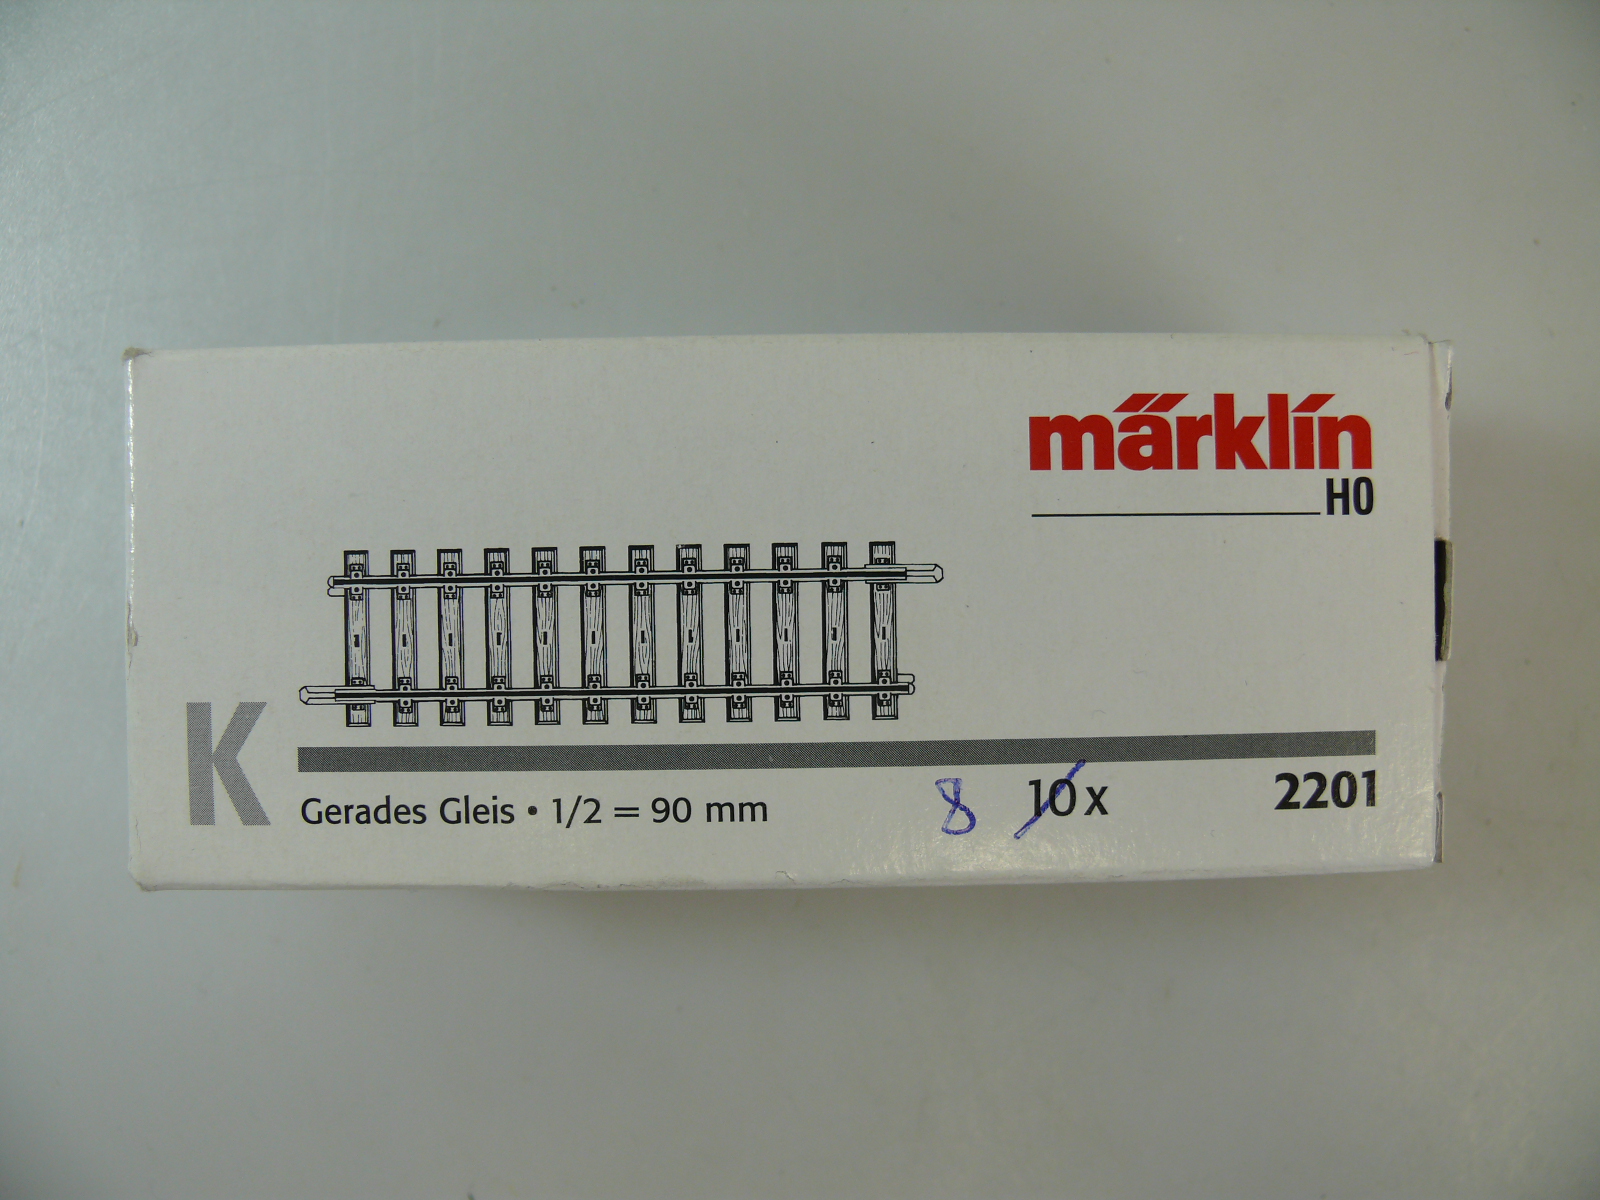 märklin
H0
K
Gerades Gleis • 1/2 = 90 mm 8 10x 2201